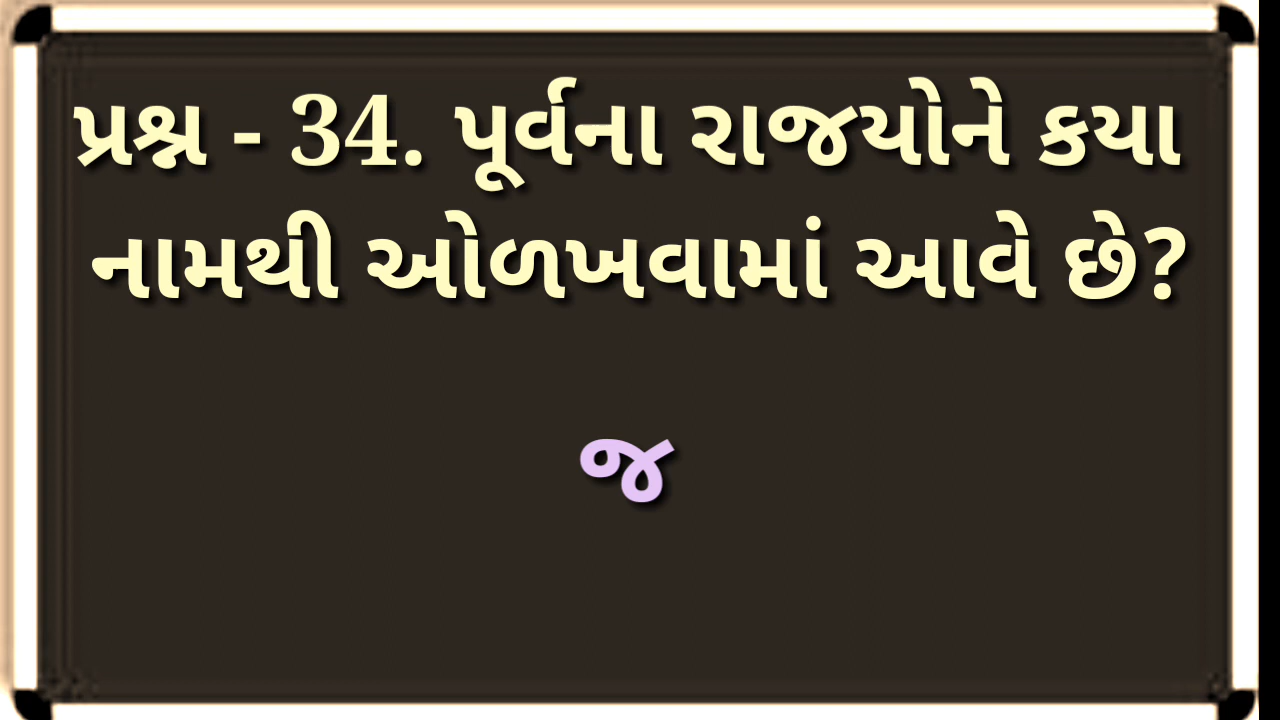 પ્રશ્ન - 34. પૂર્વના રાજયોને કયા
નામથી ઓળખવામાં આવે છે?
જ